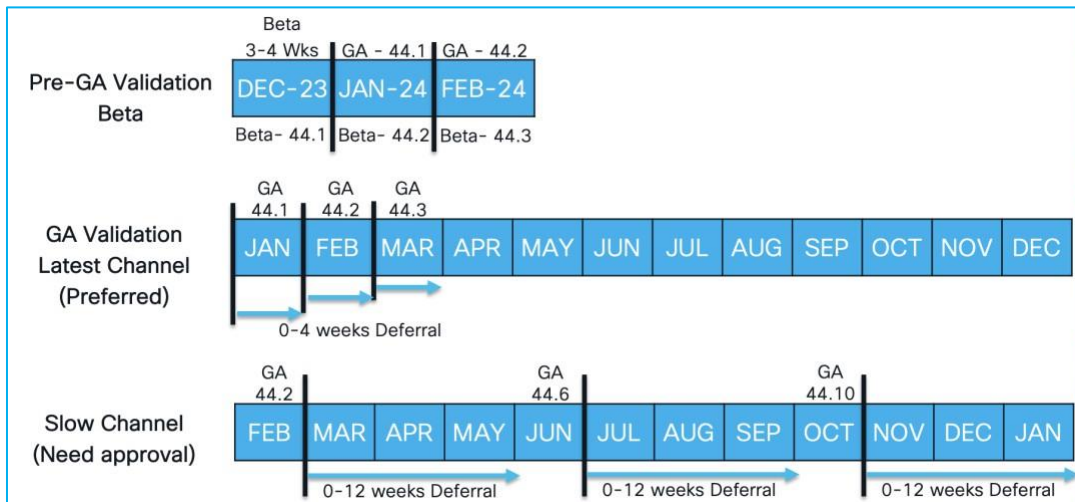 Beta
3-4 Wks GA - 44.1 GA - 44.2
Pre-GA Validation
Beta
DEC-23 JAN-24 FEB-24
Beta- 44.1 Beta- 44.2 Beta- 44.3
GA GA GA
44.1 44.2 44.3
GA Validation
Latest Channel
(Preferred)
JAN FEB MAR APR MAY JUN JUL AUG SEP OCT NOV DEC
0-4 weeks Deferral
GA GA GA
44.2 44.6 44.10
Slow Channel
(Need approval)
FEB MAR APR MAY JUN JUL AUG SEP OCT NOV DEC JAN
0-12 weeks Deferral 0-12 weeks Deferral 0-12 weeks Deferral